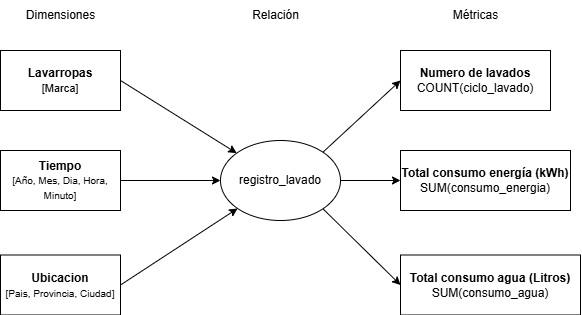 Dimensiones
Relación
Métricas
Lavarropas
[Marca]
Tiempo
[Año, Mes, Dia, Hora,
Minuto]
Ubicacion
[Pais, Provincia, Ciudad]
registro_lavado
Numero de lavados
COUNT(ciclo_lavado)
Total consumo energía (kWh)
SUM(consumo_energia)
Total consumo agua (Litros)
SUM(consumo_agua)